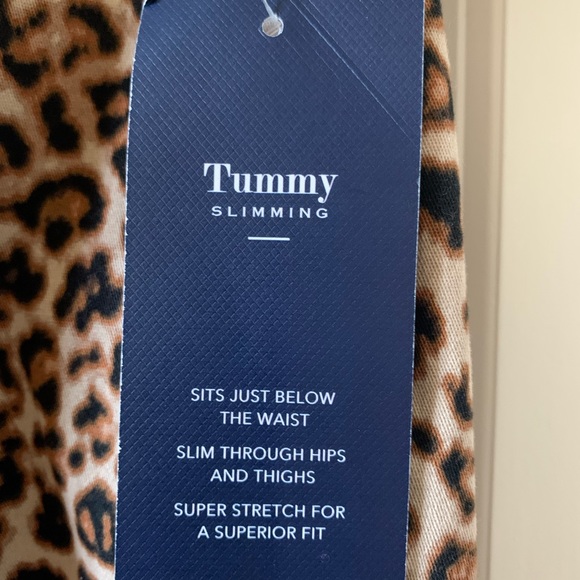 Tummy
SLIMMING
SITS JUST BELOW
THE WAIST
SLIM THROUGH HIPS
AND THIGHS
SUPER STRETCH FOR
A SUPERIOR FIT